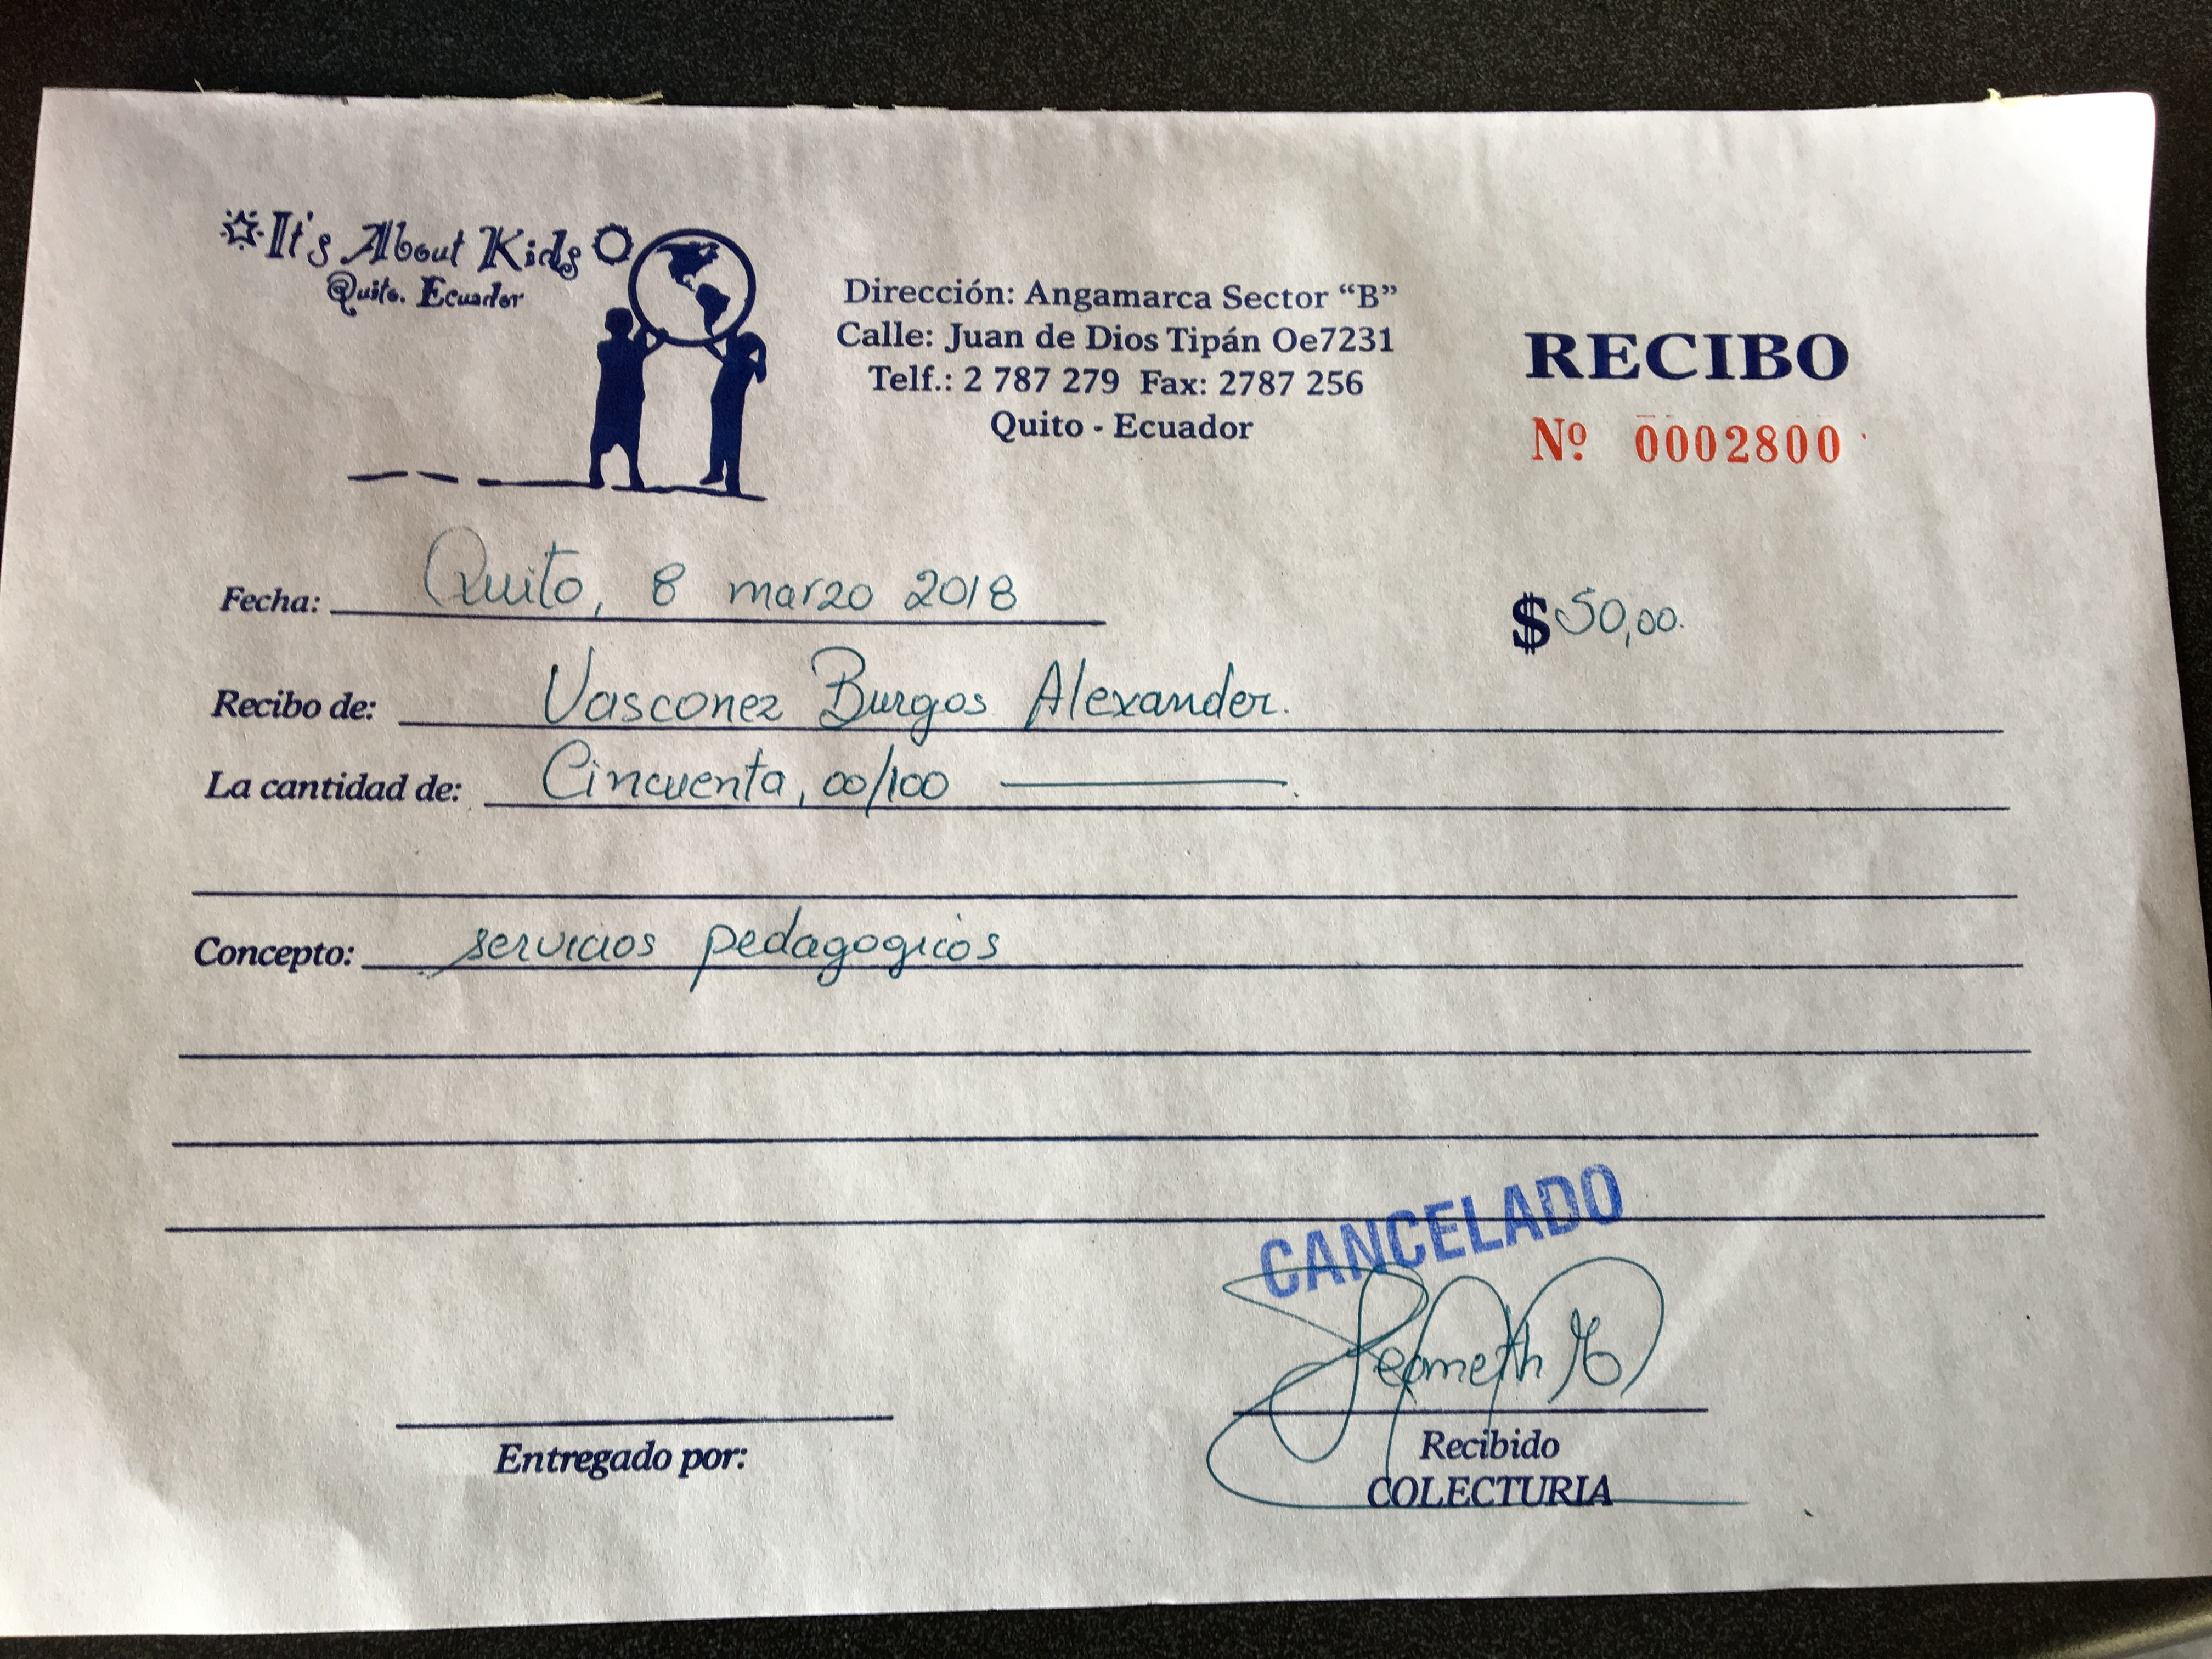 It's About Kids
Quito, Ecuador
Dirección: Angamarca Sector "B"
Calle: Juan de Dios Tipán Oe7231
Telf.: 2 787 279 Fax: 2787 256
Quito - Ecuador
RECIBO
Nº 0002800
Fecha: Quito, 8 marzo 2018
$ 50,00.
Recibo de: Vasconez Burgos Alexander.
La cantidad de: Cincuenta, 00/100
Concepto: servicios pedagogicos
CANCELADO
Entregado por:
Recibido
COLECTURIA